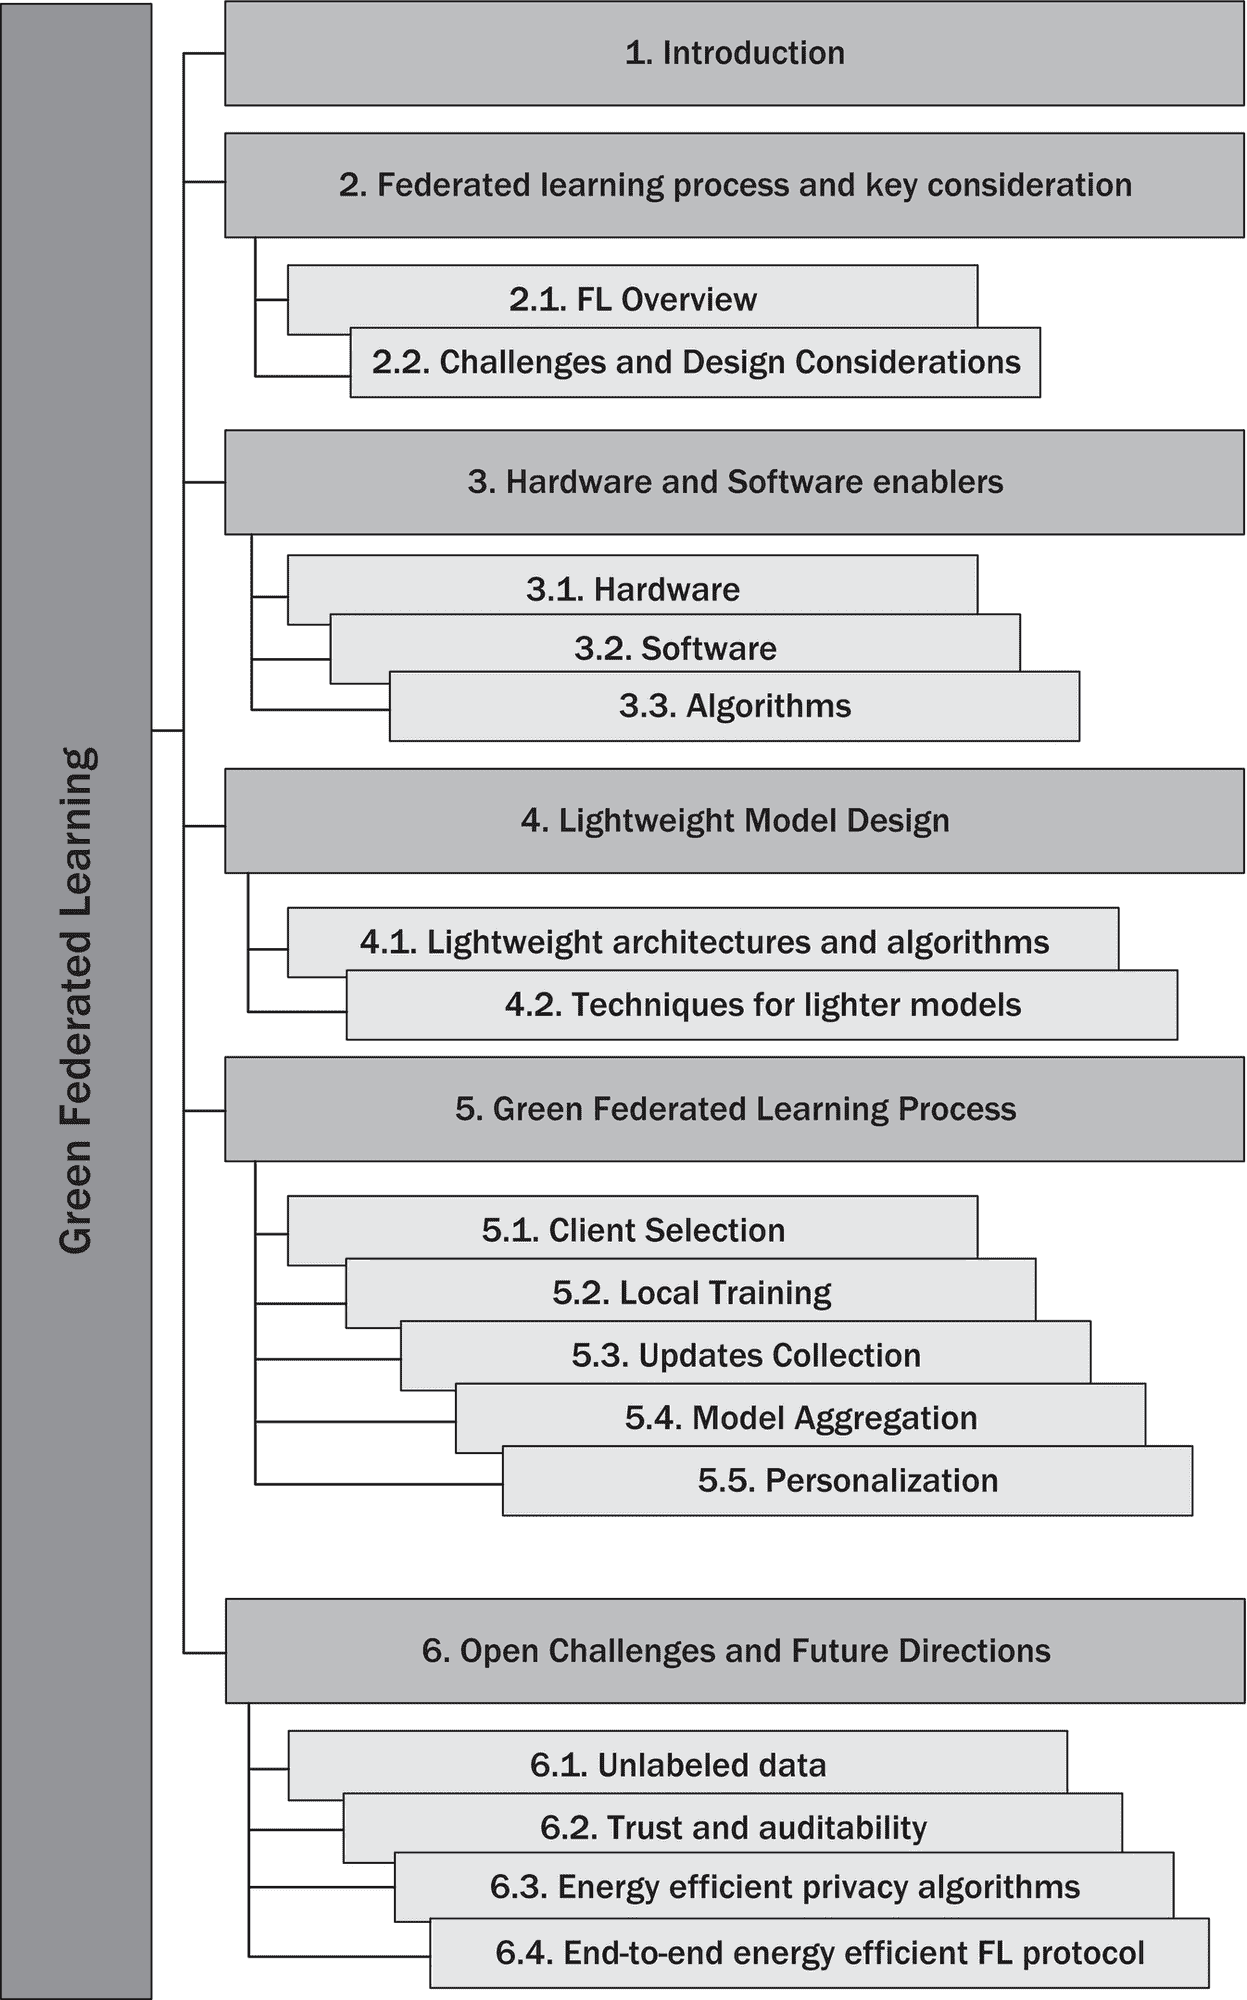 Green Federated Learning
1. Introduction
2. Federated learning process and key consideration
2.1. FL Overview
2.2. Challenges and Design Considerations
3. Hardware and Software enablers
3.1. Hardware
3.2. Software
3.3. Algorithms
4. Lightweight Model Design
4.1. Lightweight architectures and algorithms
4.2. Techniques for lighter models
5. Green Federated Learning Process
5.1. Client Selection
5.2. Local Training
5.3. Updates Collection
5.4. Model Aggregation
5.5. Personalization
6. Open Challenges and Future Directions
6.1. Unlabeled data
6.2. Trust and auditability
6.3. Energy efficient privacy algorithms
6.4. End-to-end energy efficient FL protocol